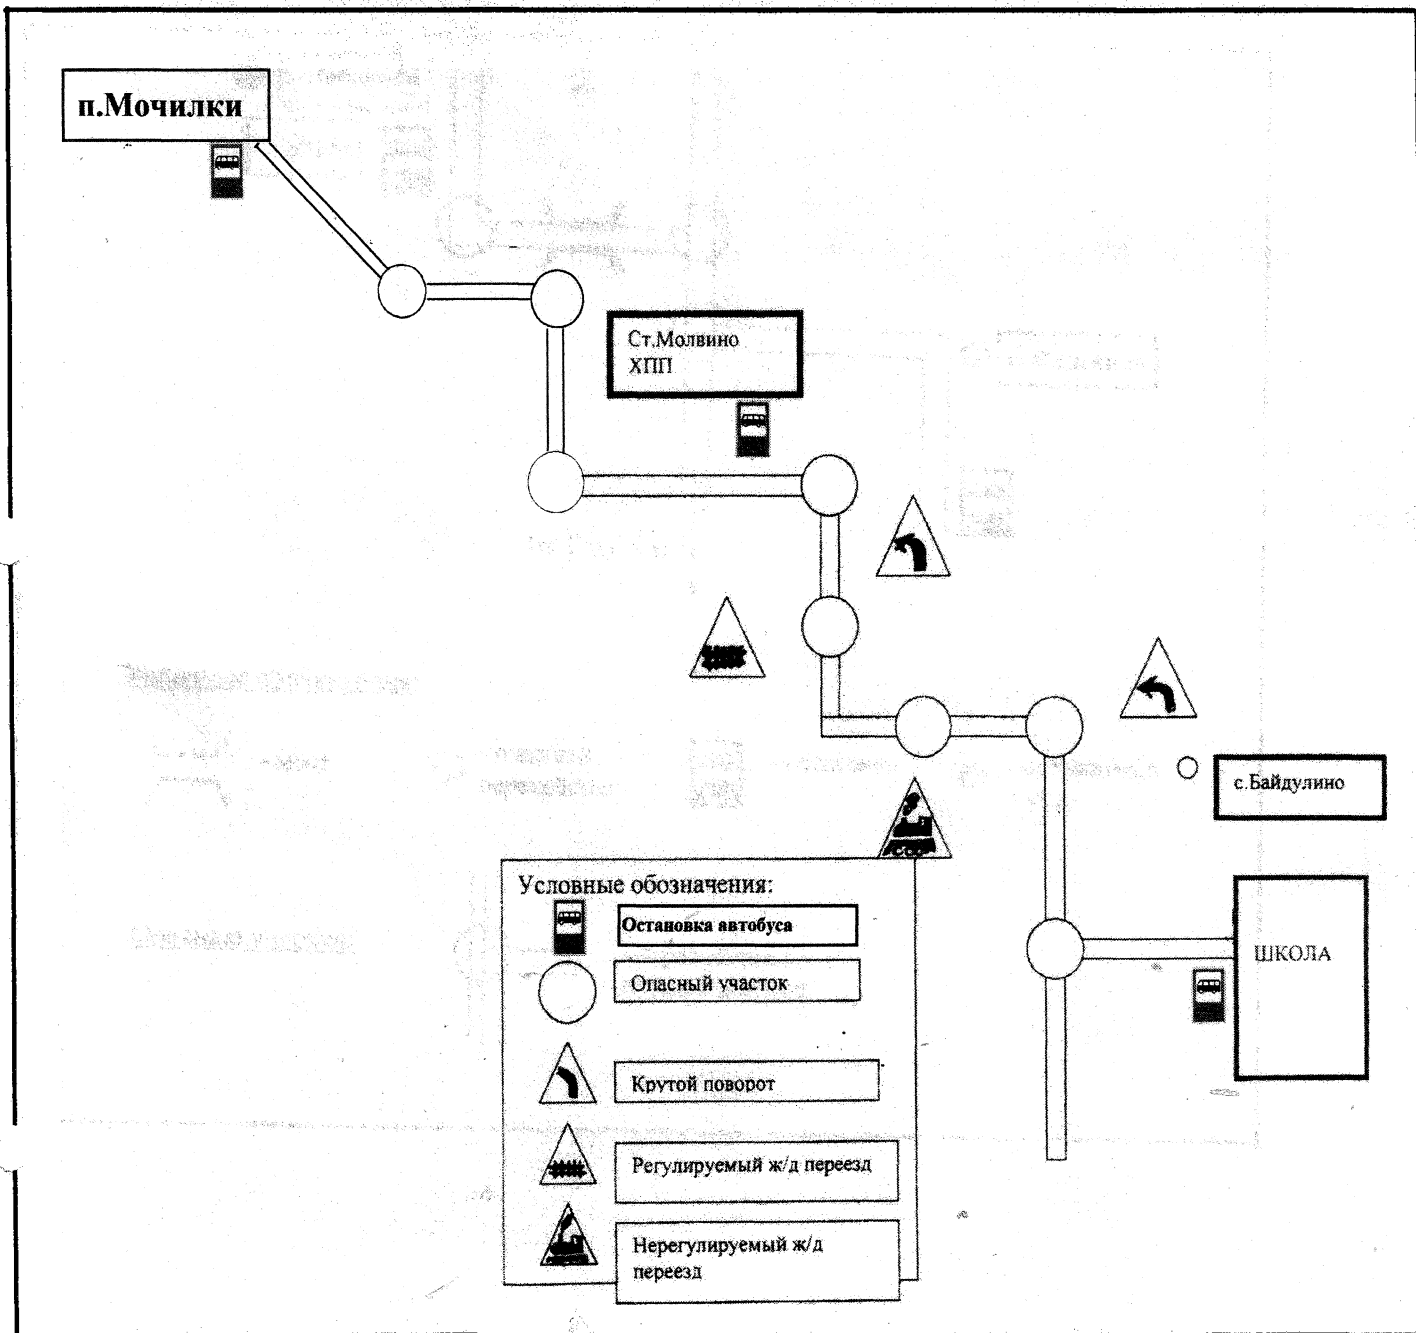 п.Мочилки
Ст.Молвино
ХПП
с.Байдулино
ШКОЛА
Условные обозначения:
Остановка автобуса
Опасный участок
Крутой поворот
Регулируемый ж/д переезд
Нерегулируемый ж/д
переезд